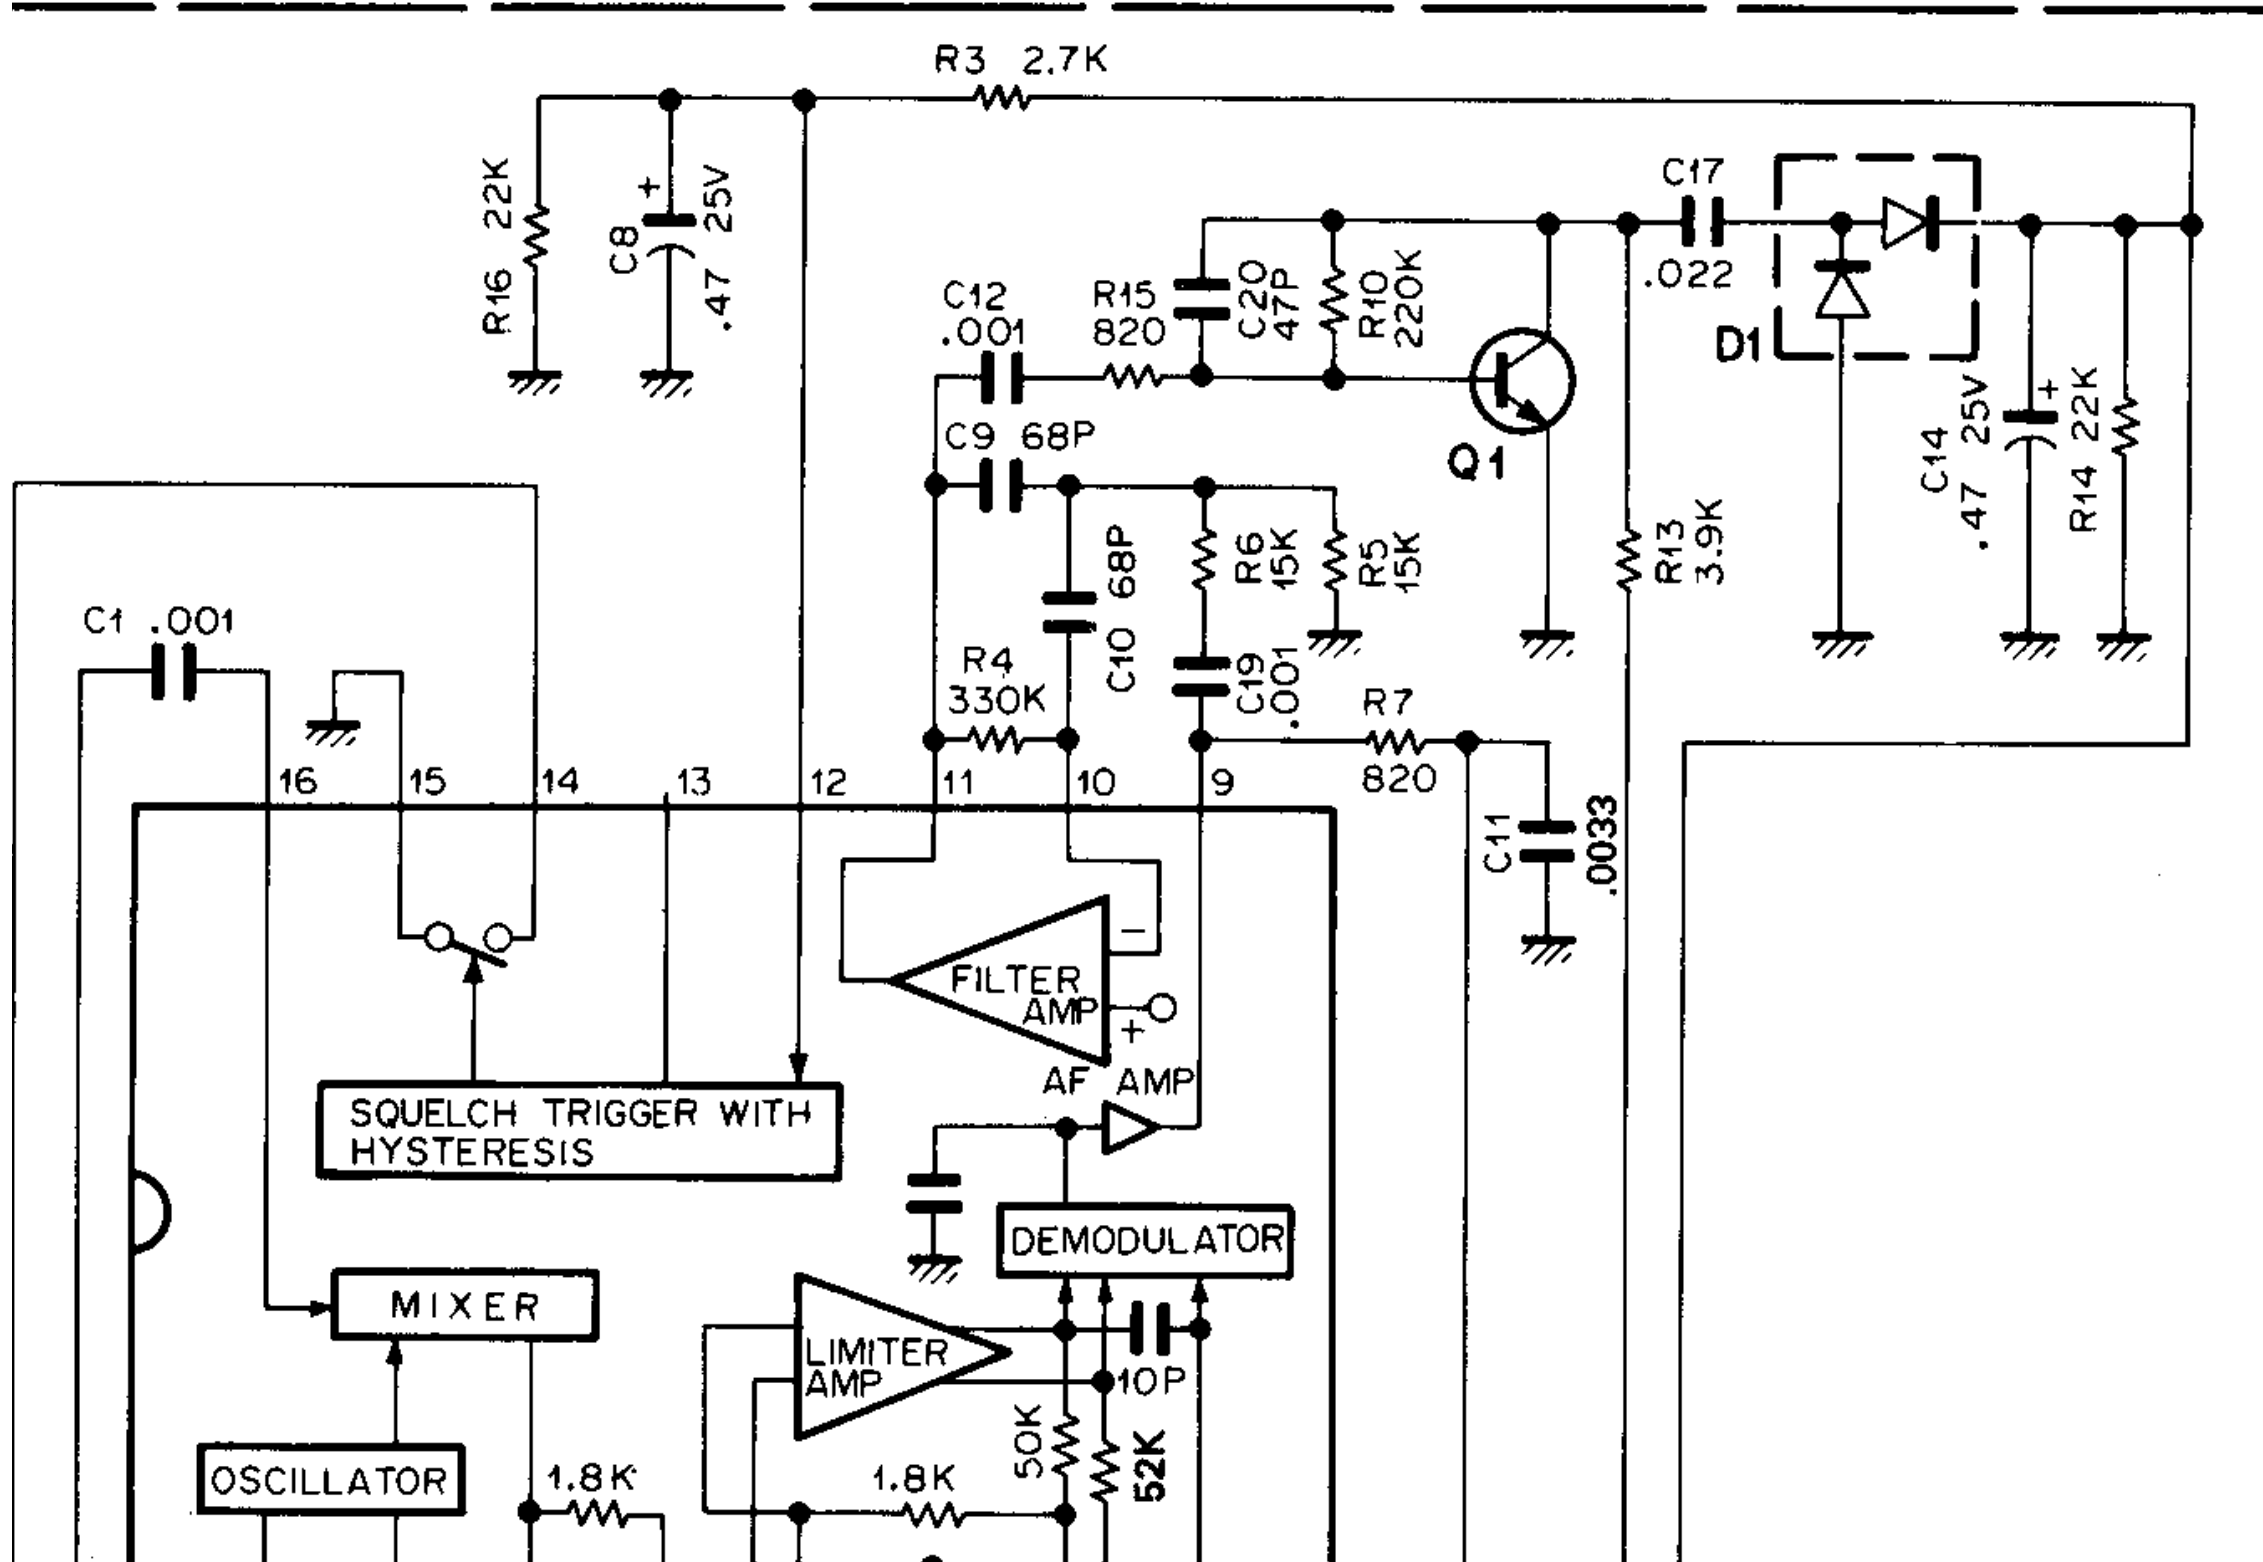 R3 2.7K
R16 22K
C8
+
.47 25V
C12
.001
R15
820
C20
47P
R10
220K
C17
.022
D1
Q1
C9 68P
C10 68P
R6
15K
R5
15K
R13
3.9K
C14
.47 25V
+
R14 22K
C1 .001
R4
330K
C19
.001
R7
820
C11
.0033
16
15
14
13
12
11
10
9
FILTER
AMP
−
+
AF AMP
SQUELCH TRIGGER WITH
HYSTERESIS
DEMODULATOR
MIXER
LIMITER
AMP
10P
50K
52K
OSCILLATOR
1.8K
1.8K